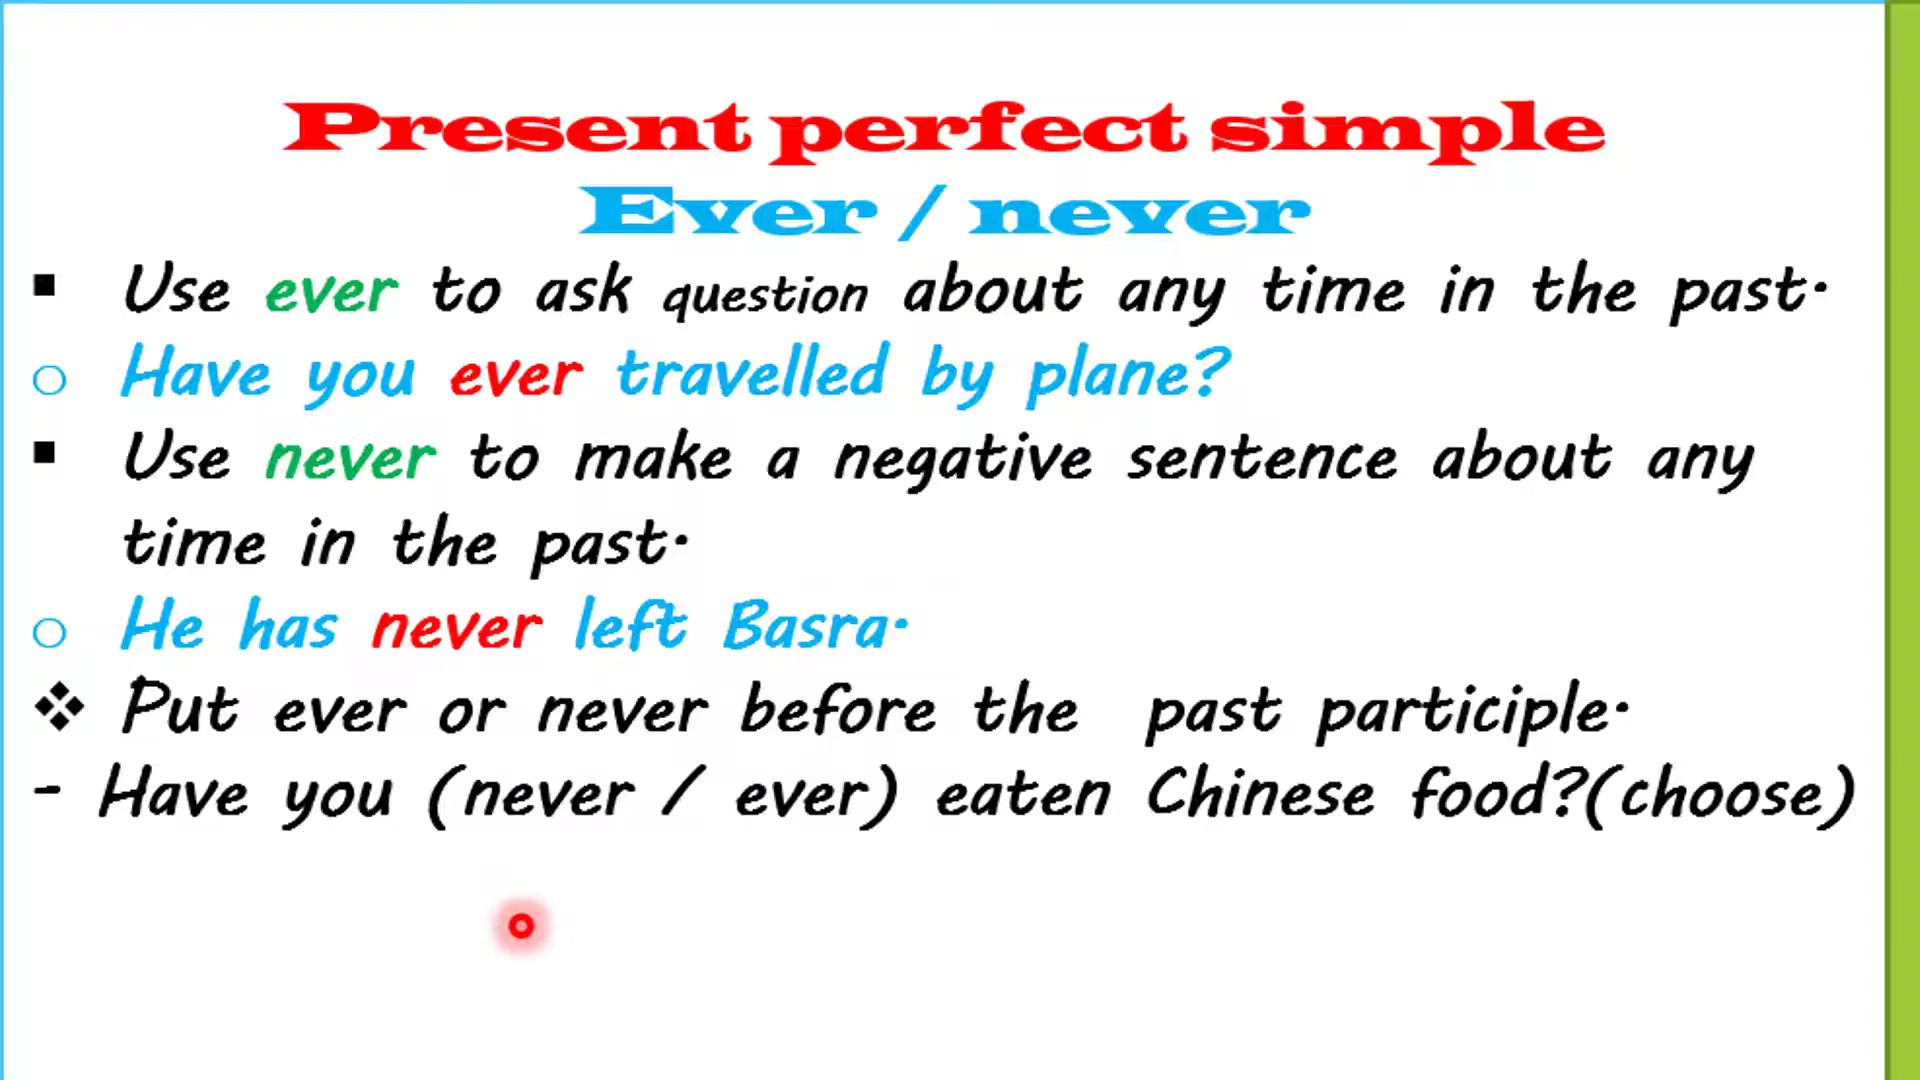 Present perfect simple
Ever / never
▪ Use ever to ask question about any time in the past.
o Have you ever travelled by plane?
▪ Use never to make a negative sentence about any
time in the past.
o He has never left Basra.
❖ Put ever or never before the past participle.
- Have you (never / ever) eaten Chinese food?(choose)